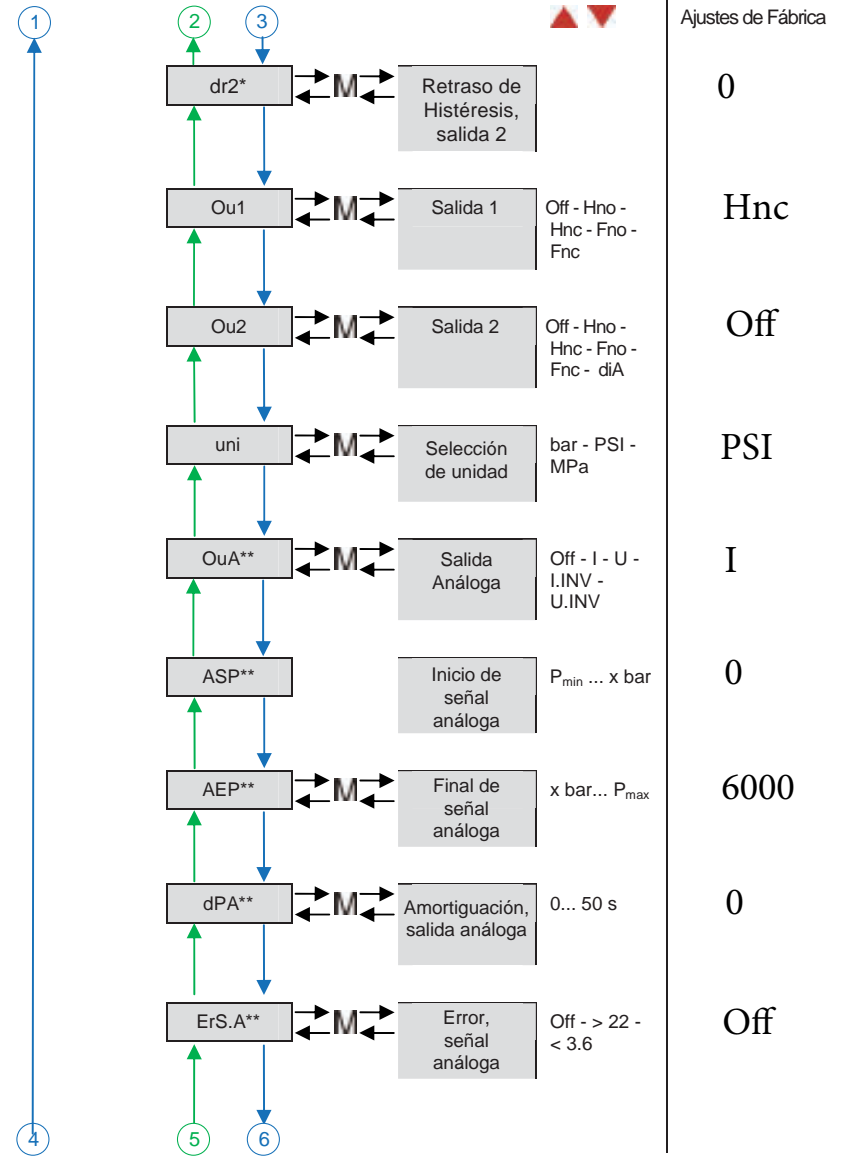 1
2
3
Ajustes de Fábrica
dr2*
M
Retraso de
Histéresis,
salida 2
0
Ou1
M
Salida 1
Off - Hno -
Hnc - Fno -
Fnc
Hnc
Ou2
M
Salida 2
Off - Hno -
Hnc - Fno -
Fnc - diA
Off
uni
M
Selección
de unidad
bar - PSI -
MPa
PSI
OuA**
M
Salida
Análoga
Off - I - U -
I.INV -
U.INV
I
ASP**
Inicio de
señal
análoga
Pmin ... x bar
0
AEP**
M
Final de
señal
análoga
x bar... Pmax
6000
dPA**
M
Amortiguación,
salida análoga
0... 50 s
0
ErS.A**
M
Error,
señal
análoga
Off - > 22 -
< 3.6
Off
4
5
6